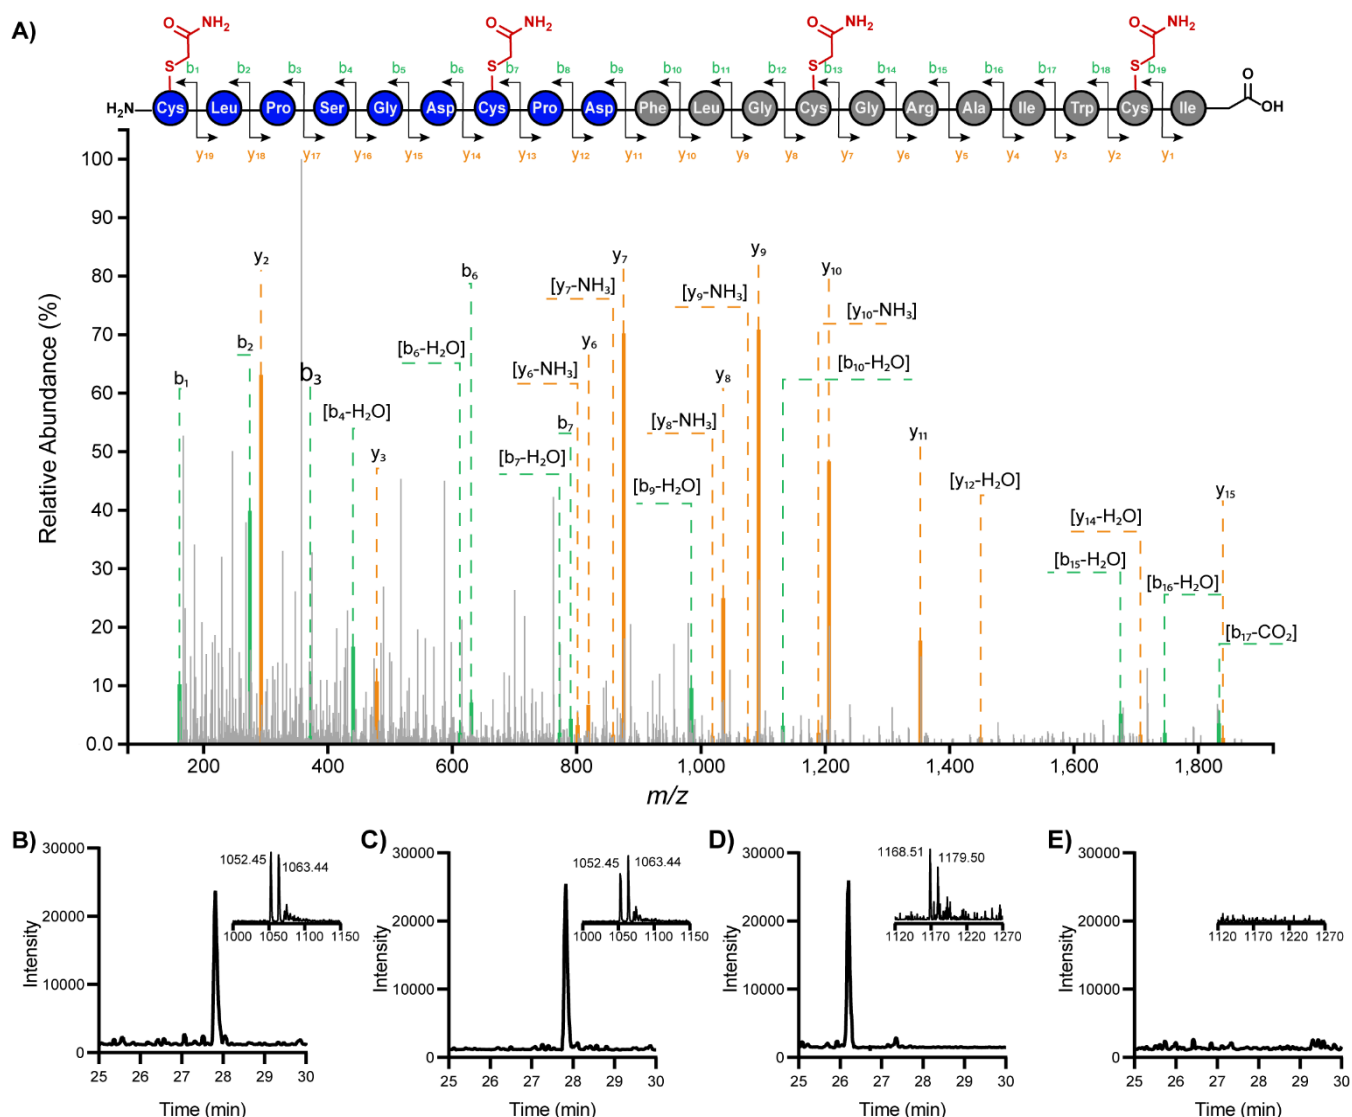 A)
O NH₂ O NH₂ O NH₂ O NH₂
S S S S
b₁ b₂ b₃ b₄ b₅ b₆ b₇ b₈ b₉ b₁₀ b₁₁ b₁₂ b₁₃ b₁₄ b₁₅ b₁₆ b₁₇ b₁₈ b₁₉
H₂N Cys Leu Pro Ser Gly Asp Cys Pro Asp Phe Leu Gly Cys Gly Arg Ala Ile Trp Cys Ile O OH
y₁₉ y₁₈ y₁₇ y₁₆ y₁₅ y₁₄ y₁₃ y₁₂ y₁₁ y₁₀ y₉ y₈ y₇ y₆ y₅ y₄ y₃ y₂ y₁
Relative Abundance (%)
100
90
80
70
60
50
40
30
20
10
0.0
b₁
b₂
y₂
b₃
[b₄-H₂O]
y₃
[b₆-H₂O]
b₆
[b₇-H₂O]
b₇
[y₆-NH₃]
y₆
[y₇-NH₃]
y₇
[b₉-H₂O]
[y₈-NH₃]
y₈
[y₉-NH₃]
y₉
[b₁₀-H₂O]
[y₁₀-NH₃]
y₁₀
y₁₁
[y₁₂-H₂O]
[b₁₅-H₂O]
[y₁₄-H₂O]
[b₁₆-H₂O]
[b₁₇-CO₂]
y₁₅
200 400 600 800 1,000 1,200 1,400 1,600 1,800
m/z
B)
Intensity
30000
20000
10000
0
1052.45
1063.44
1000 1050 1100 1150
25 26 27 28 29 30
Time (min)
C)
Intensity
30000
20000
10000
0
1052.45
1063.44
1000 1050 1100 1150
25 26 27 28 29 30
Time (min)
D)
Intensity
30000
20000
10000
0
1168.51
1179.50
1120 1170 1220 1270
25 26 27 28 29 30
Time (min)
E)
Intensity
30000
20000
10000
0
1120 1170 1220 1270
25 26 27 28 29 30
Time (min)